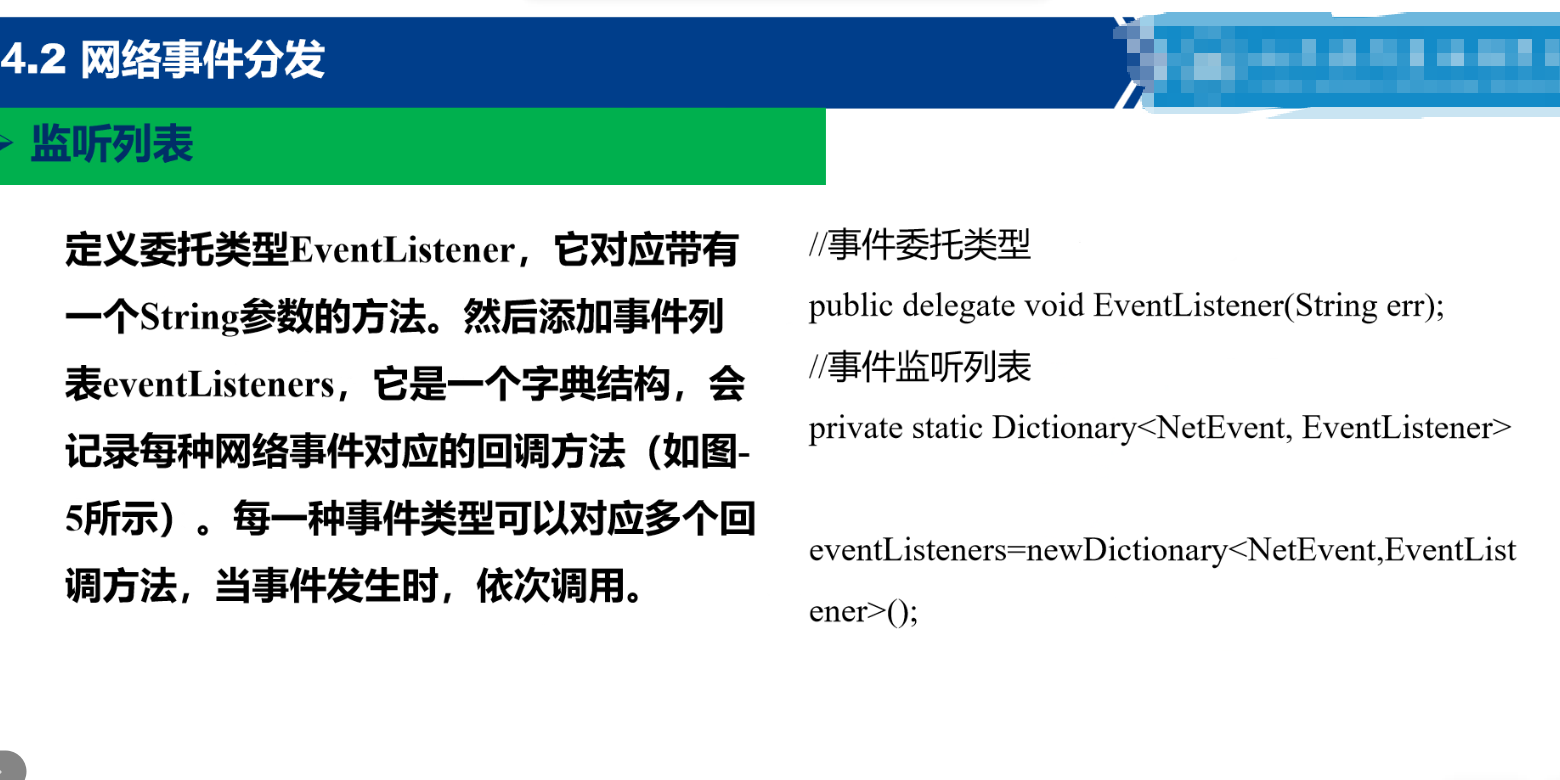 4.2 网络事件分发
监听列表
定义委托类型EventListener，它对应带有
一个String参数的方法。然后添加事件列
表eventListeners，它是一个字典结构，会
记录每种网络事件对应的回调方法（如图-
5所示）。每一种事件类型可以对应多个回
调方法，当事件发生时，依次调用。
//事件委托类型
public delegate void EventListener(String err);
//事件监听列表
private static Dictionary<NetEvent, EventListener>
eventListeners=newDictionary<NetEvent,EventList
ener>();